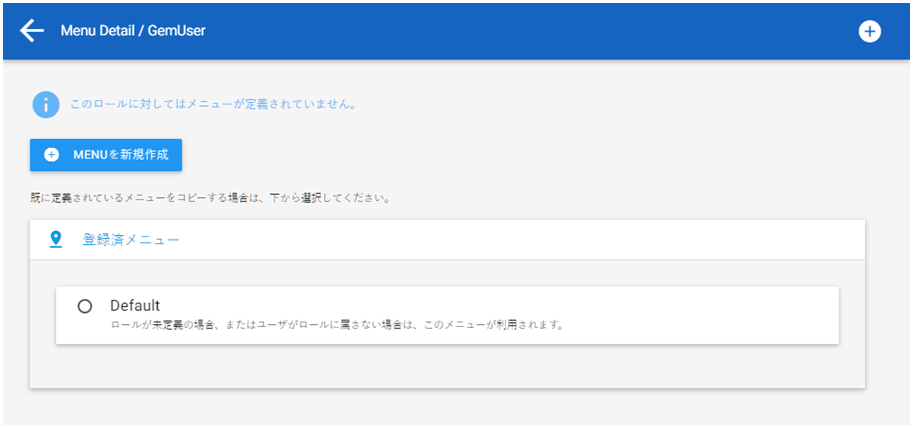 Menu Detail / GemUser
このロールに対してはメニューが定義されていません。
MENUを新規作成
既に定義されているメニューをコピーする場合は、下から選択してください。
登録済メニュー
Default
ロールが未定義の場合、またはユーザがロールに属さない場合は、このメニューが利用されます。